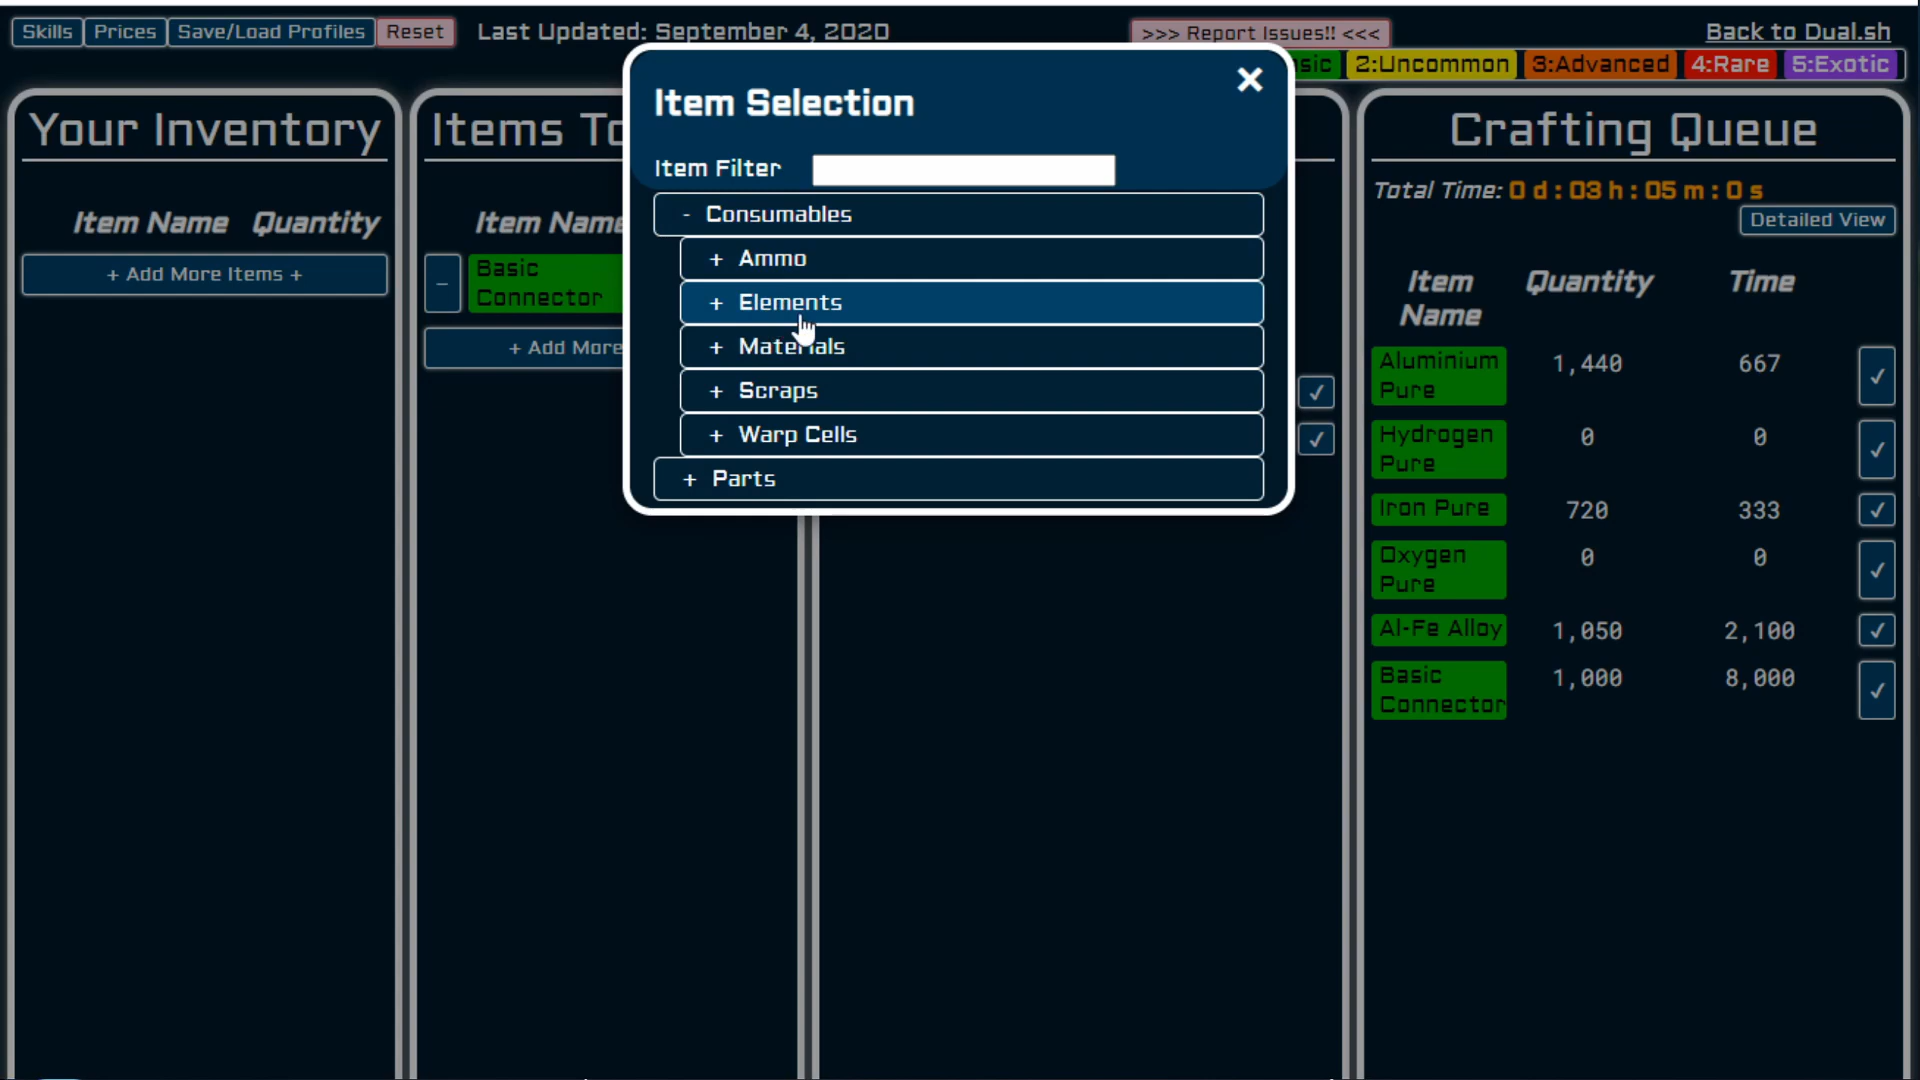 Skills Prices Save/Load Profiles Reset Last Updated: September 4, 2020 >>> Report Issues!! <<< Back to Dual.sh
2:Uncommon 3:Advanced 4:Rare 5:Exotic
Your Inventory
Item Name Quantity
+ Add More Items +
Items To
Item Name
- Basic
Connector
+ Add More
Item Selection
×
Item Filter
- Consumables
+ Ammo
+ Elements
+ Materials
+ Scraps
+ Warp Cells
+ Parts
✓
✓
Crafting Queue
Total Time: 0 d : 03 h : 05 m : 0 s
Detailed View
Item
Name Quantity Time
Aluminium
Pure 1,440 667 ✓
Hydrogen
Pure 0 0 ✓
Iron Pure 720 333 ✓
Oxygen
Pure 0 0 ✓
Al-Fe Alloy 1,050 2,100 ✓
Basic
Connector 1,000 8,000 ✓